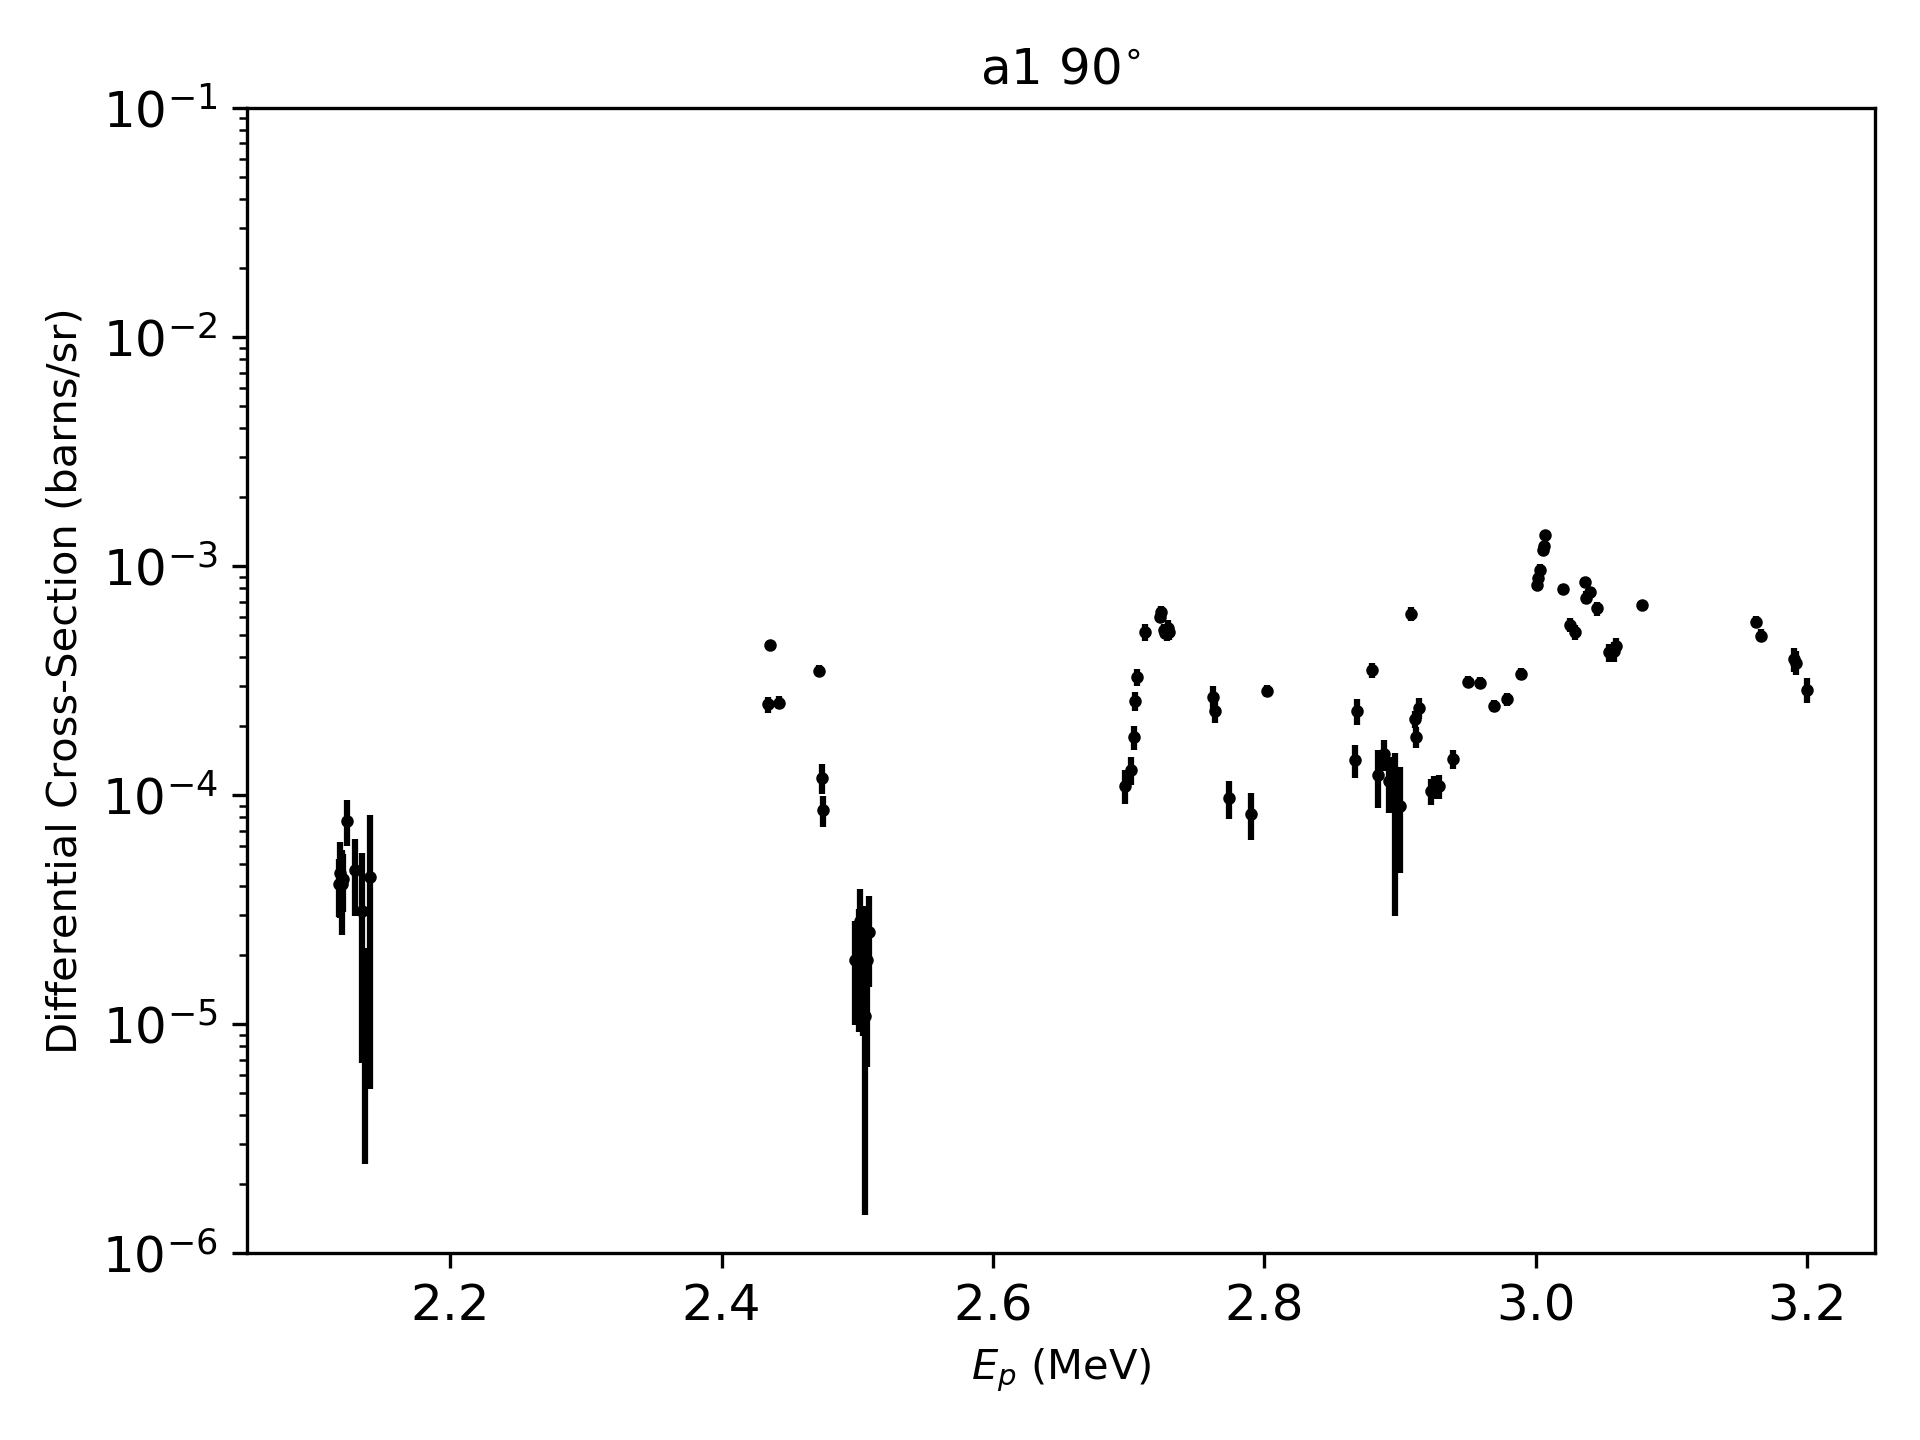 a1 90°
10⁻¹
10⁻²
10⁻³
10⁻⁴
10⁻⁵
10⁻⁶
Differential Cross-Section (barns/sr)
2.2 2.4 2.6 2.8 3.0 3.2
Eₚ (MeV)